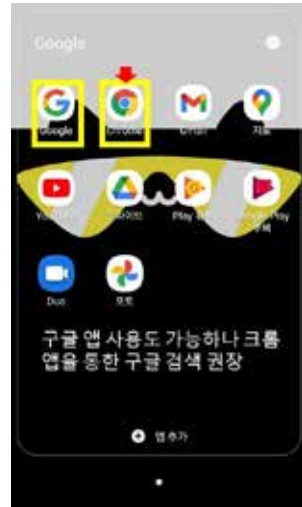 Google
Google Chrome Gmail 지도
YouTube 드라이브 Play
Duo 포토
구글 앱 사용도 가능하나 크롬
앱을 통한 구글 검색 권장
앱 추가